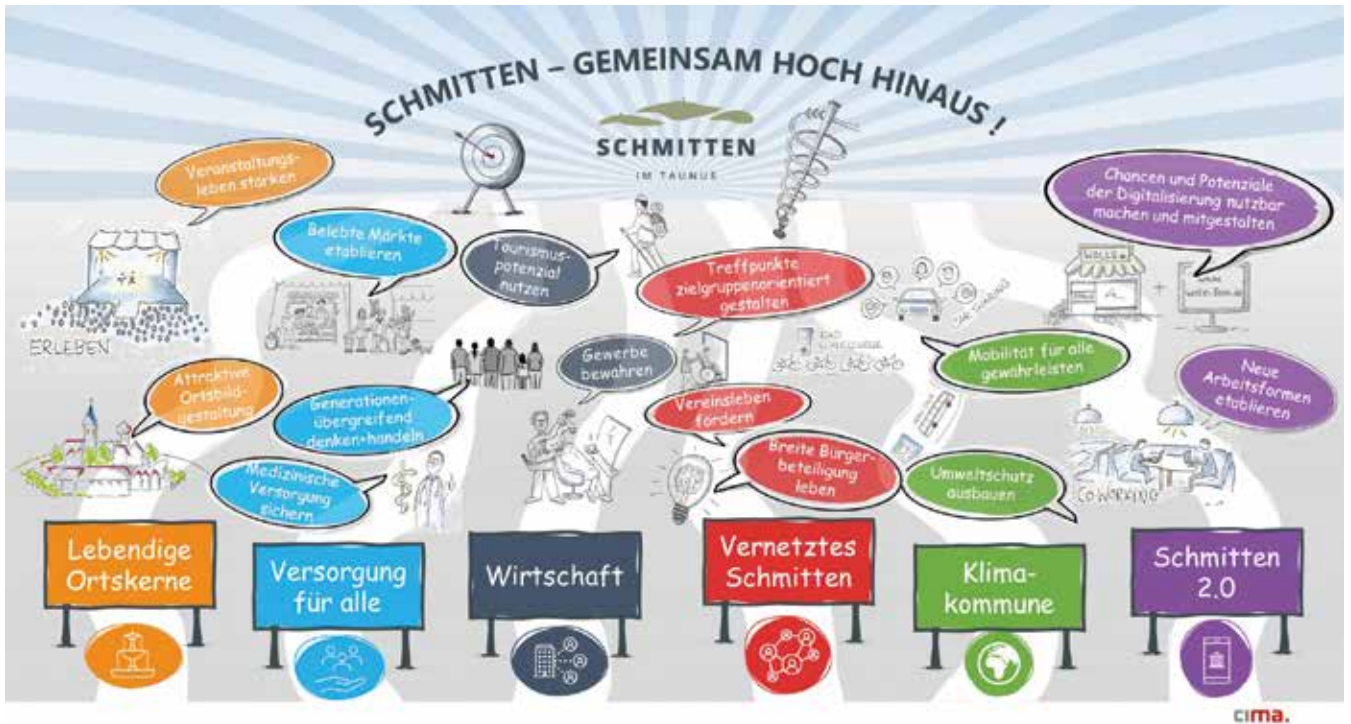 SCHMITTEN – GEMEINSAM HOCH HINAUS !
SCHMITTEN
IM TAUNUS
Veranstaltungs-
leben stärken
Belebte Märkte
etablieren
Tourismus-
potenzial
nutzen
Treffpunkte
zielgruppenorientiert
gestalten
Chancen und Potenziale
der Digitalisierung nutzbar
machen und mitgestalten
ERLEBEN
CAR SHARING
WOLLE
+
Attraktive
Ortsbild-
gestaltung
Generationen-
übergreifend
denken+handeln
Gewerbe
bewahren
Vereinsleben
fördern
Mobilität für alle
gewährleisten
Neue
Arbeitsformen
etablieren
Medizinische
Versorgung
sichern
Breite Bürger-
beteiligung
leben
Umweltschutz
ausbauen
CO WORKING
Lebendige
Ortskerne
Versorgung
für alle
Wirtschaft
Vernetztes
Schmitten
Klima-
kommune
Schmitten
2.0
cima.